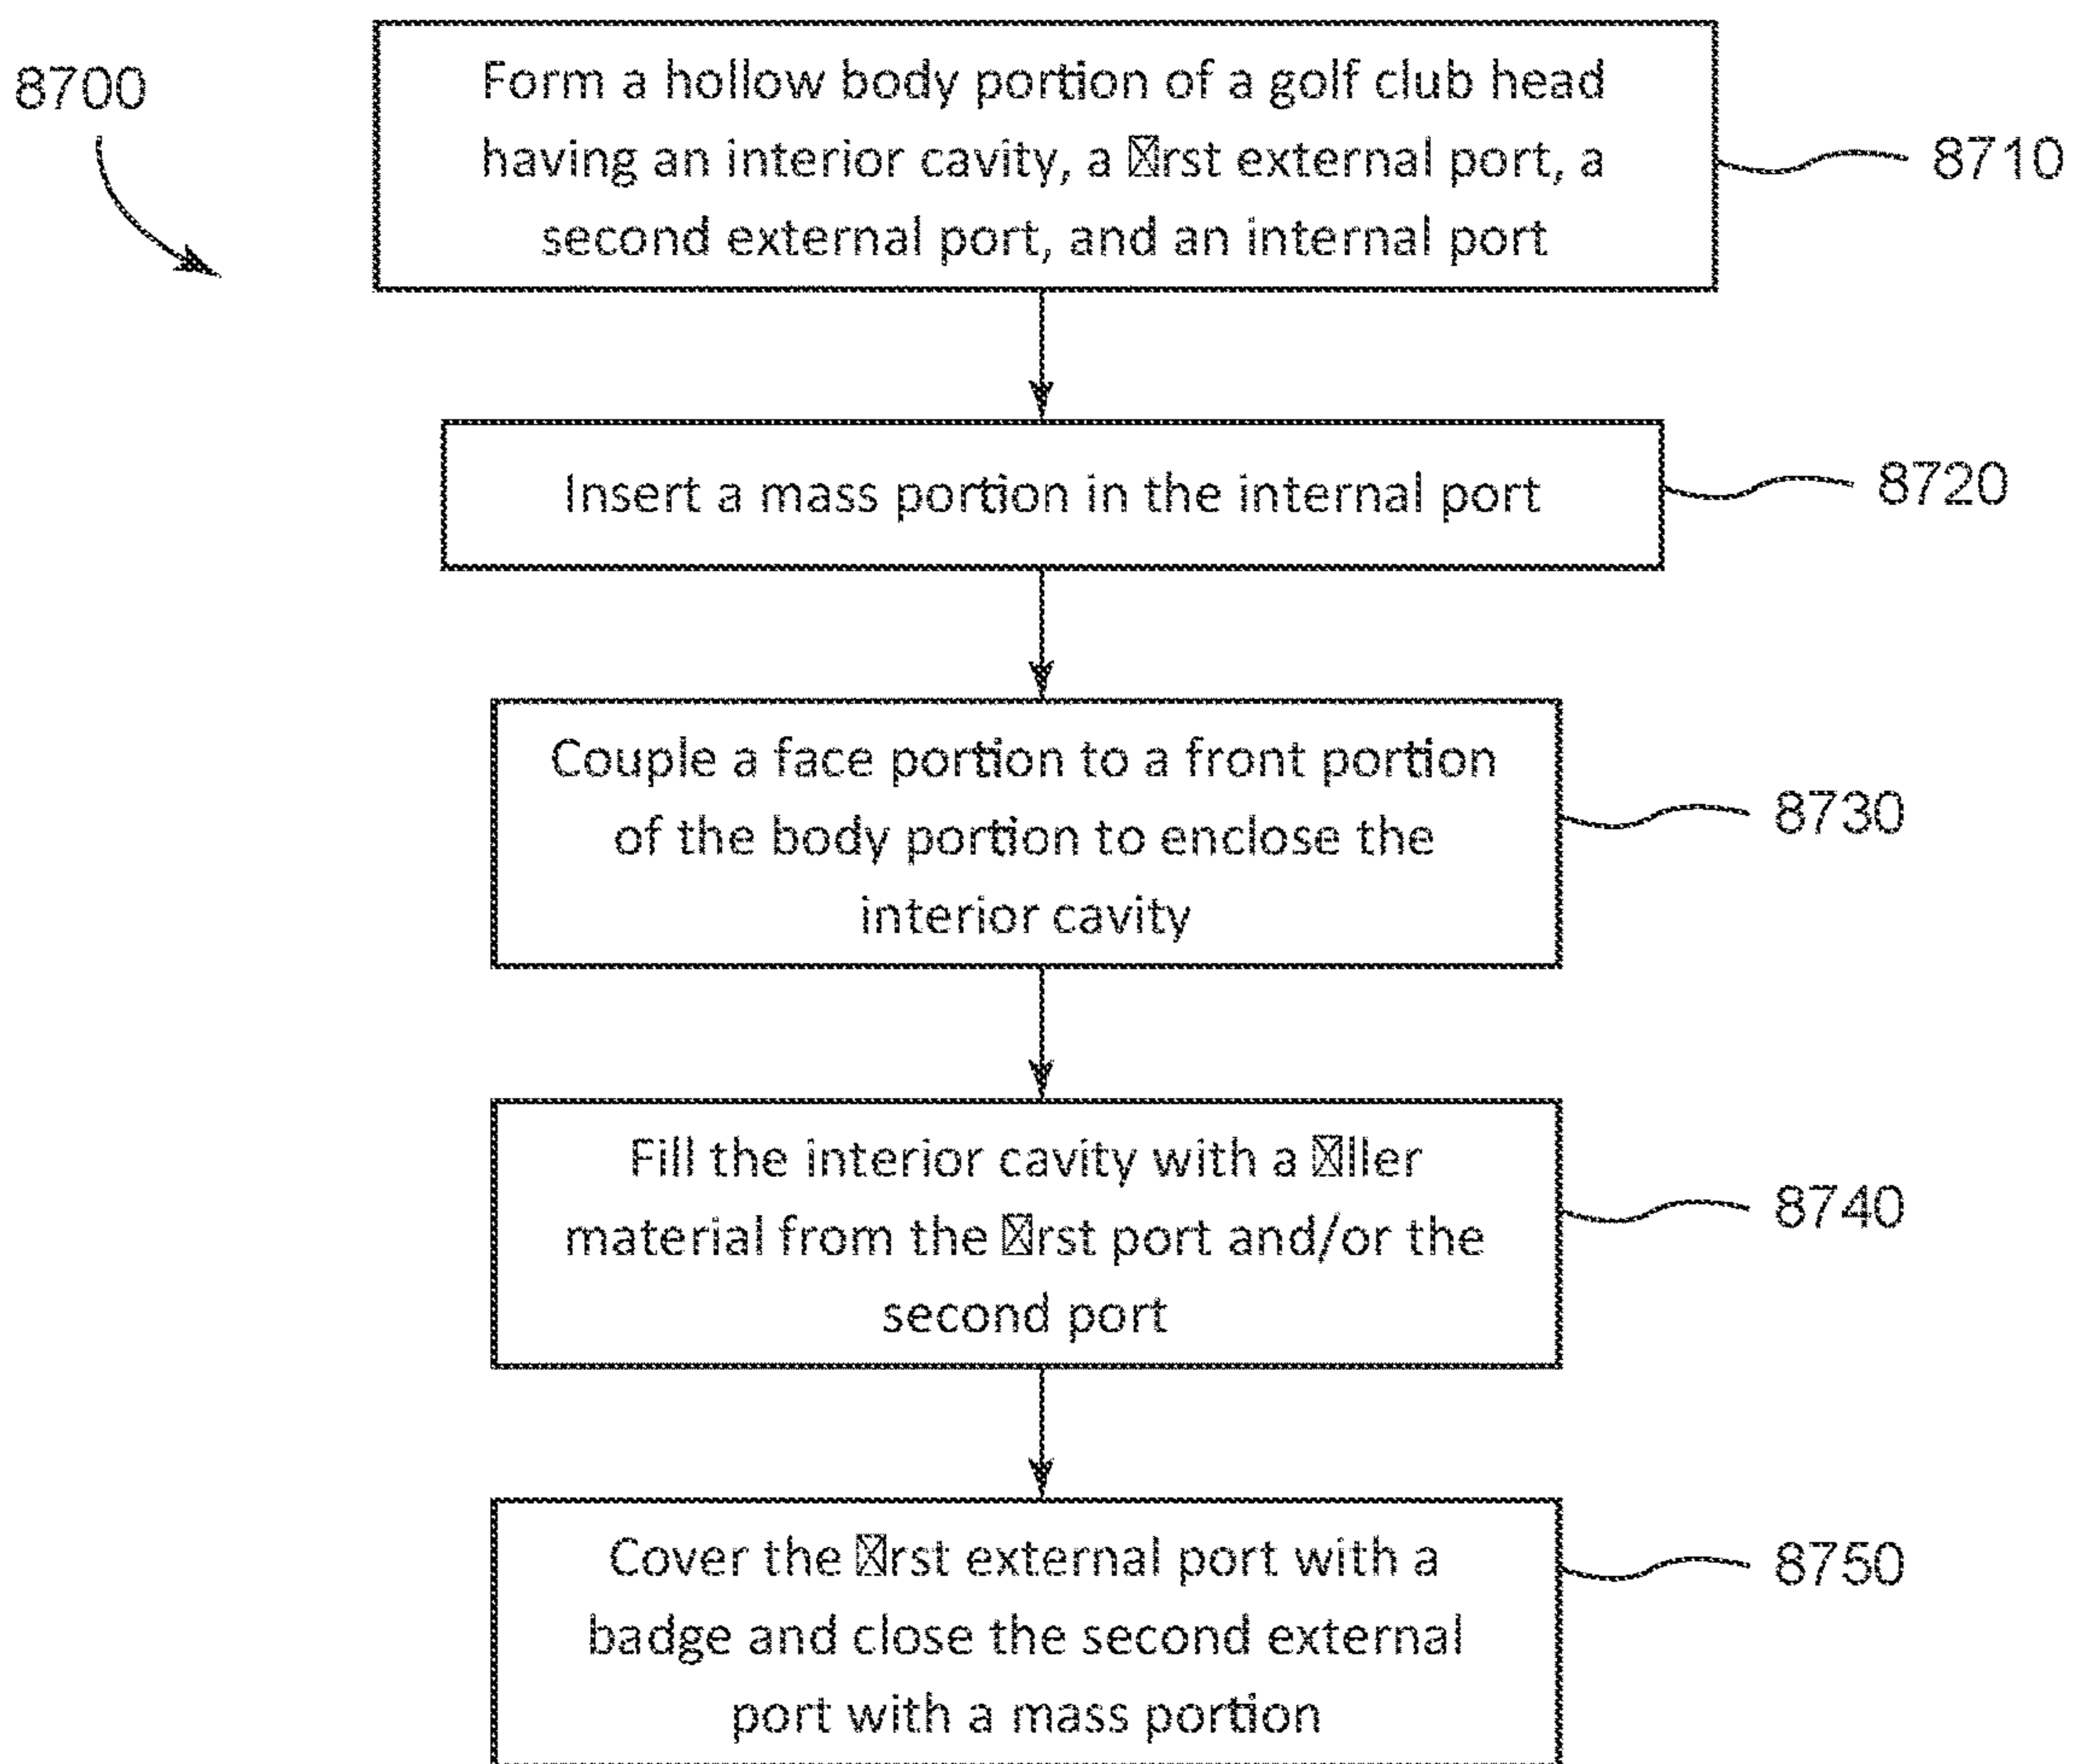 8700
Form a hollow body portion of a golf club head
having an interior cavity, a ☒rst external port, a
second external port, and an internal port
8710
Insert a mass portion in the internal port
8720
Couple a face portion to a front portion
of the body portion to enclose the
interior cavity
8730
Fill the interior cavity with a ☒ller
material from the ☒rst port and/or the
second port
8740
Cover the ☒rst external port with a
badge and close the second external
port with a mass portion
8750